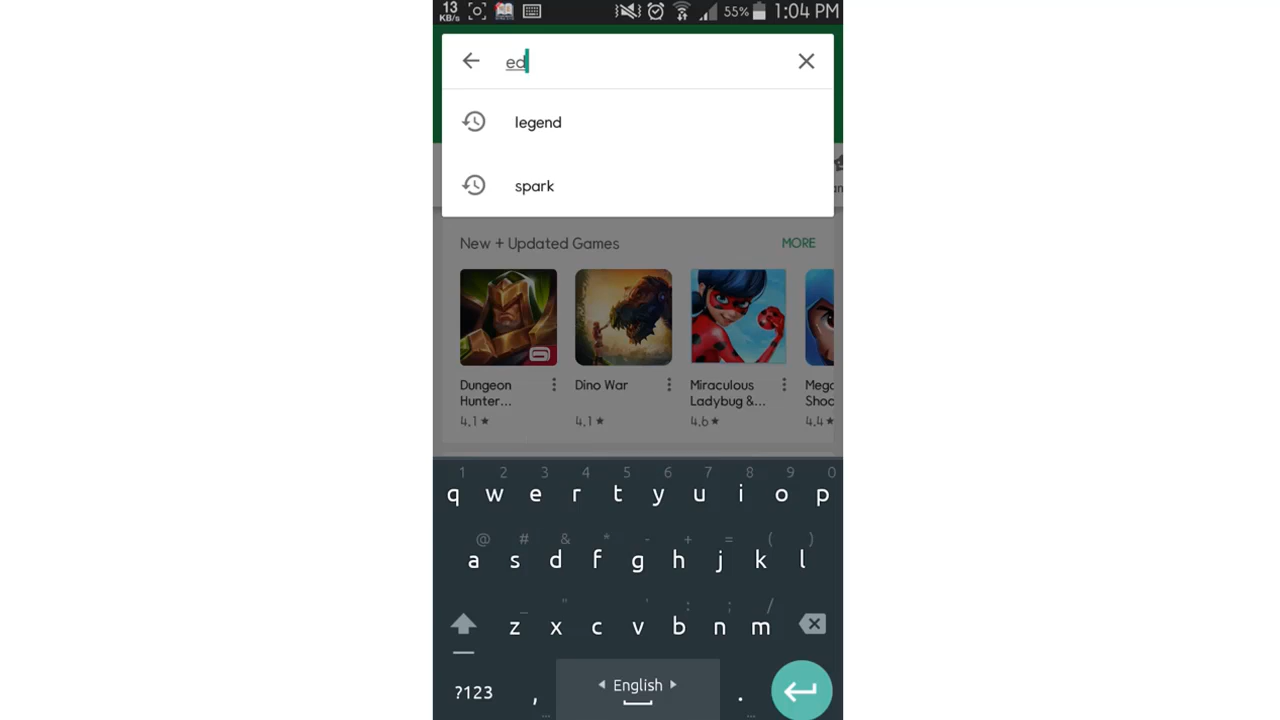 13 KB/s 55% 1:04 PM
ed
legend
spark
New + Updated Games MORE
Dungeon Hunter...
4.1
Dino War
4.1
Miraculous Ladybug &...
4.6
4.4
1 2 3 4 5 6 7 8 9 0
q w e r t y u i o p
@ # & * - + = ( )
a s d f g h j k l
_ " ' : ; /
z x c v b n m
?123 , English .